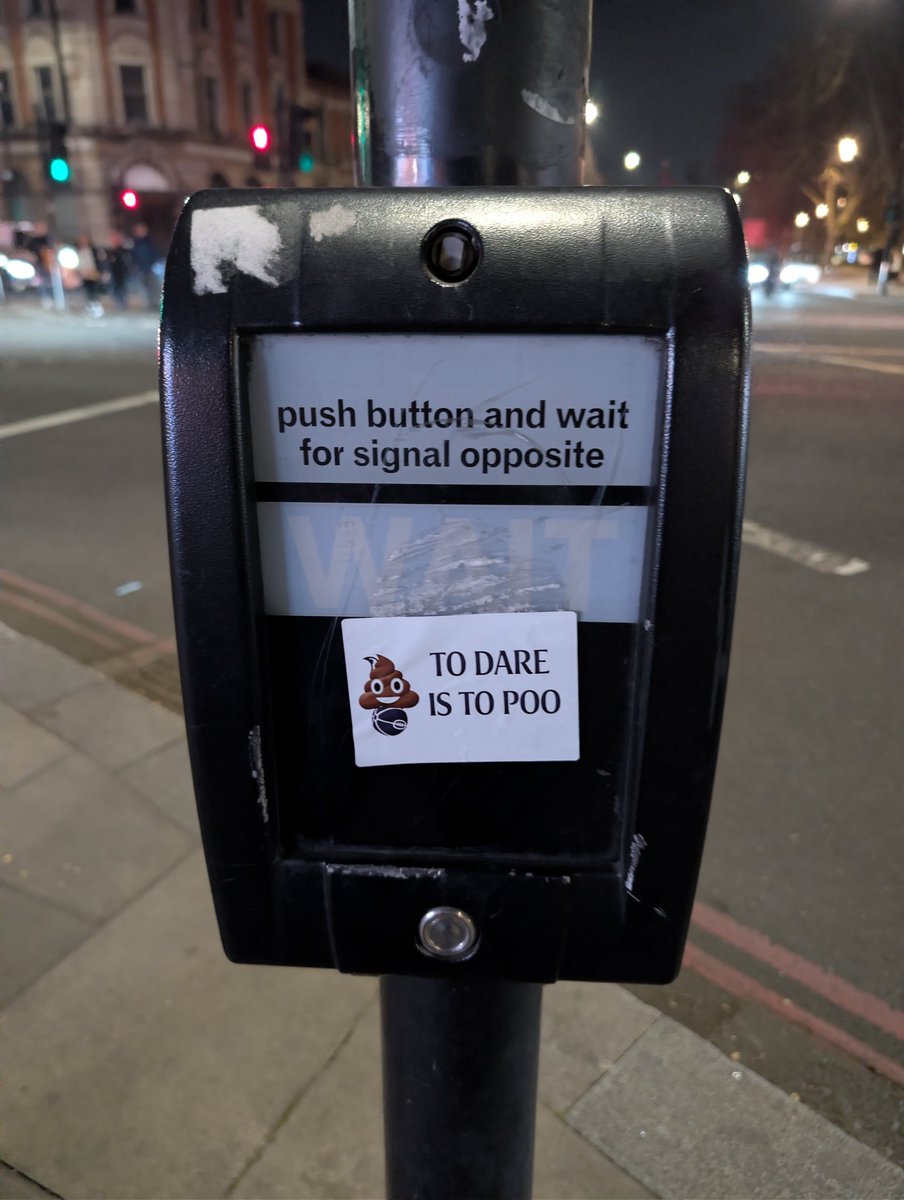 push button and wait
for signal opposite
WAIT
TO DARE
IS TO POO